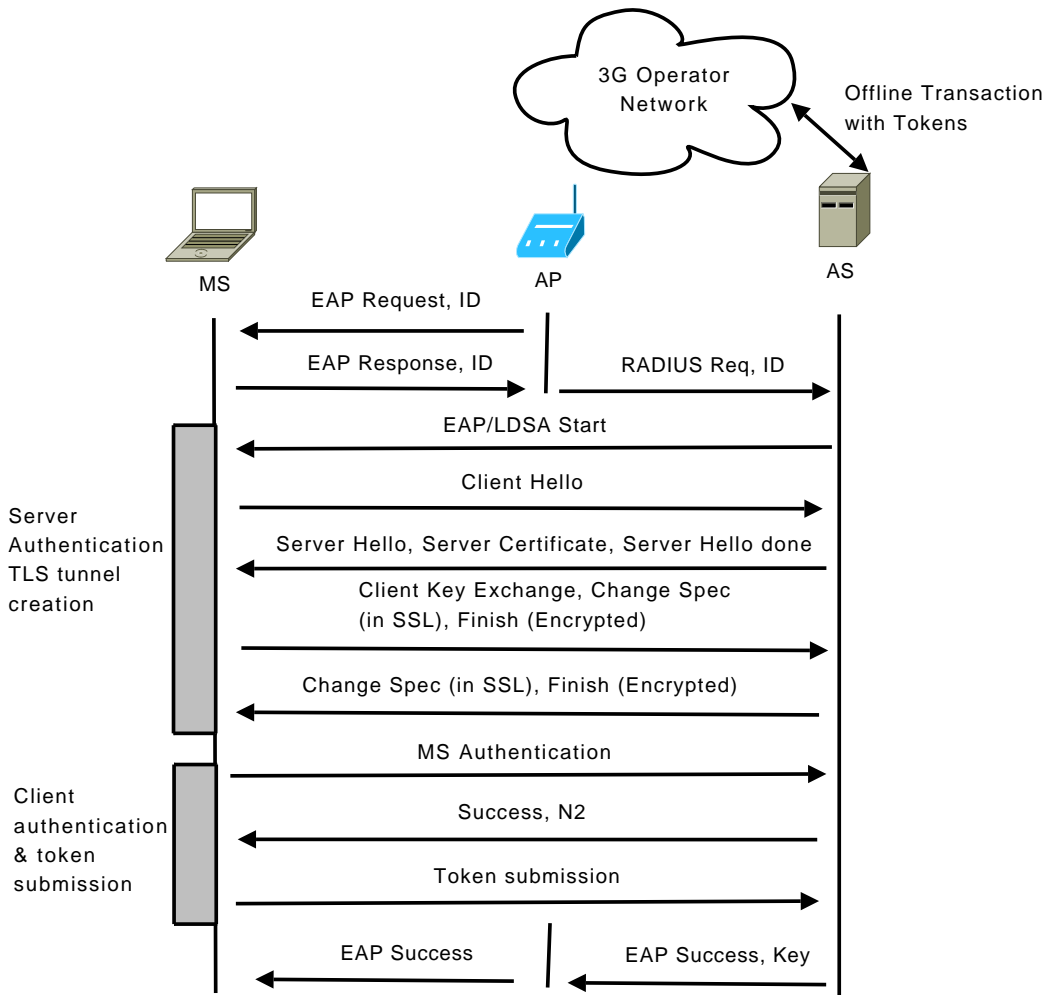 3G Operator
Network
Offline Transaction
with Tokens
MS
AP
AS
EAP Request, ID
EAP Response, ID
RADIUS Req, ID
EAP/LDSA Start
Client Hello
Server
Authentication
TLS tunnel
creation
Server Hello, Server Certificate, Server Hello done
Client Key Exchange, Change Spec
(in SSL), Finish (Encrypted)
Change Spec (in SSL), Finish (Encrypted)
MS Authentication
Client
authentication
& token
submission
Success, N2
Token submission
EAP Success
EAP Success, Key